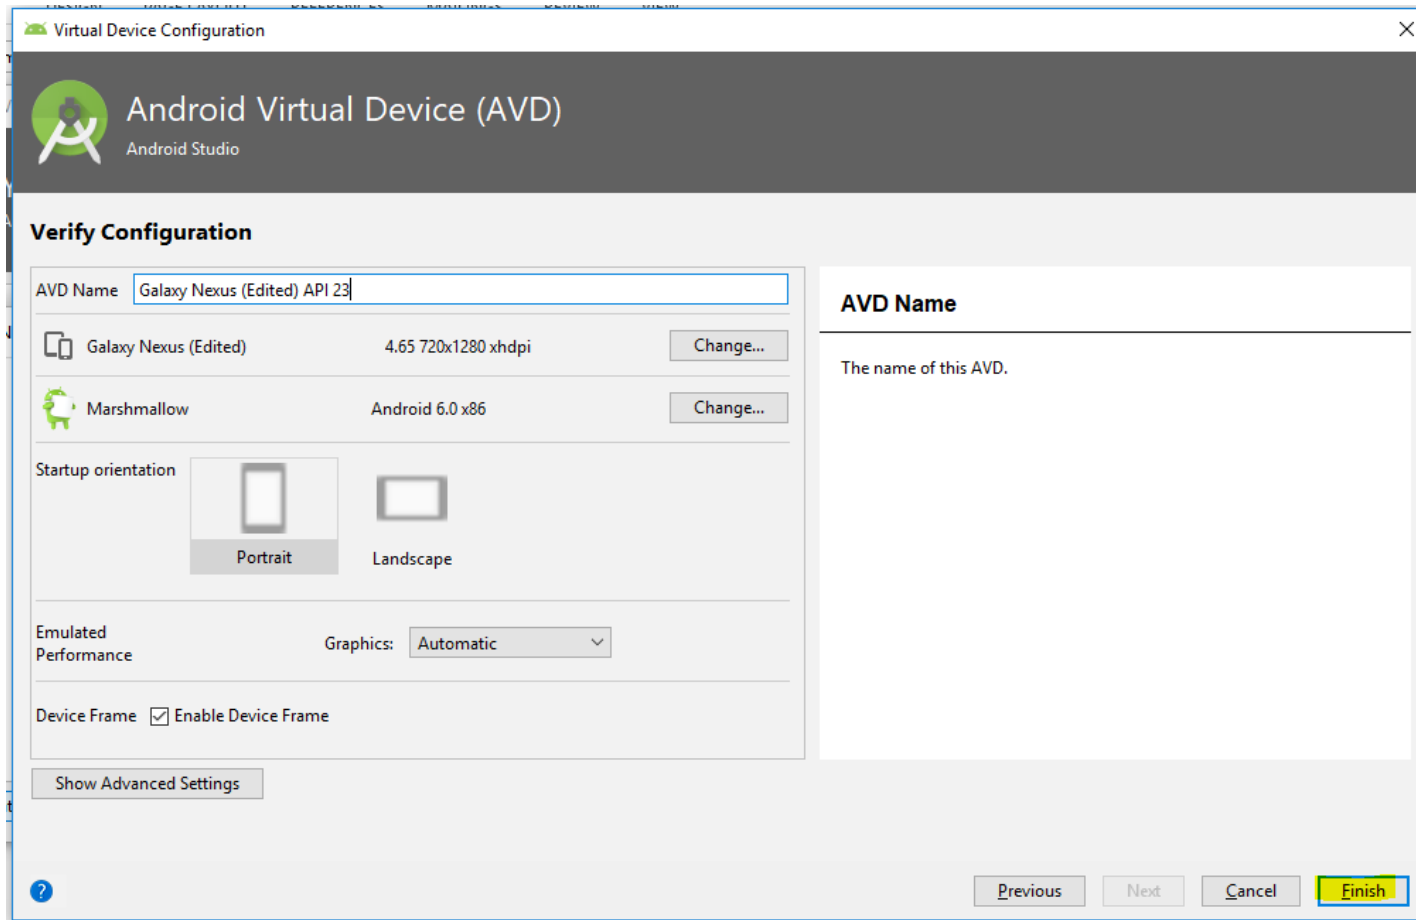 Virtual Device Configuration
Android Virtual Device (AVD)
Android Studio
Verify Configuration
AVD Name Galaxy Nexus (Edited) API 23
Galaxy Nexus (Edited) 4.65 720x1280 xhdpi Change...
Marshmallow Android 6.0 x86 Change...
Startup orientation
Portrait Landscape
Emulated
Performance
Graphics: Automatic
Device Frame Enable Device Frame
Show Advanced Settings
AVD Name
The name of this AVD.
?
Previous Next Cancel Finish